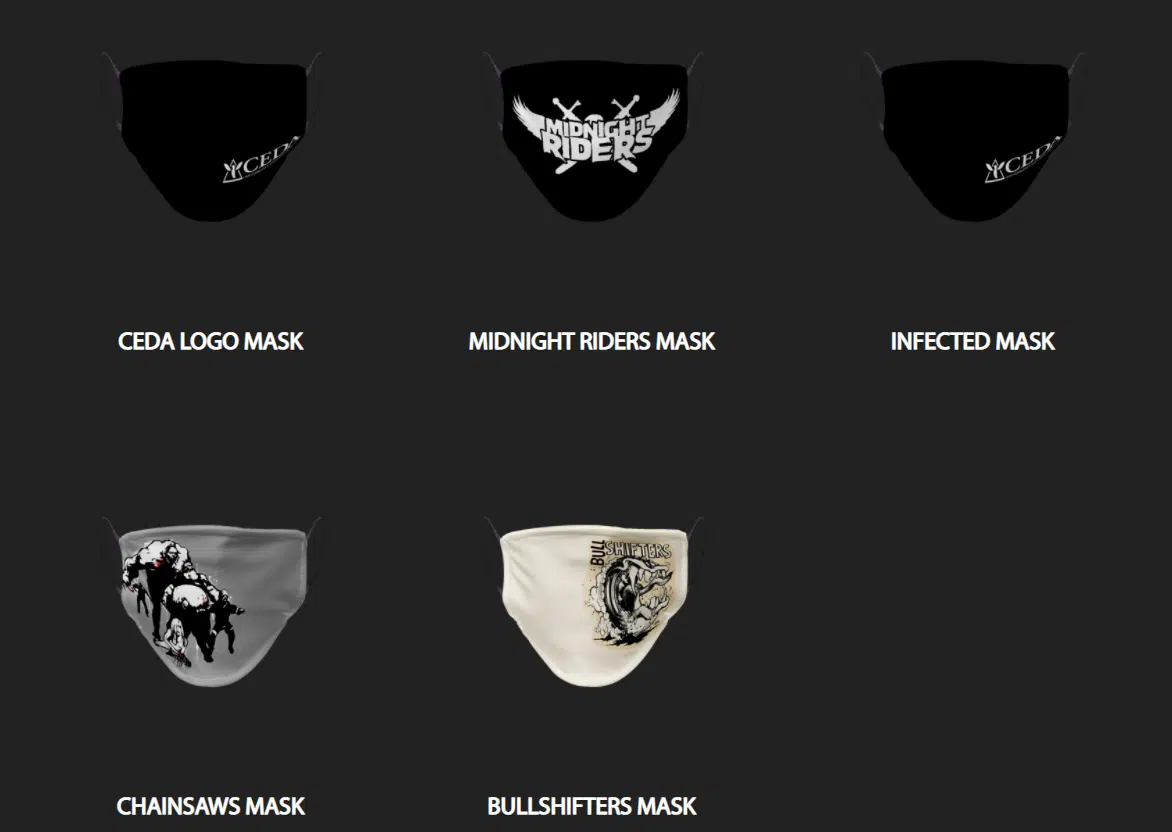 CEDA
MIDNIGHT
RIDERS
CEDA
CEDA LOGO MASK
MIDNIGHT RIDERS MASK
INFECTED MASK
BULL
SHIFTERS
CHAINSAWS MASK
BULLSHIFTERS MASK